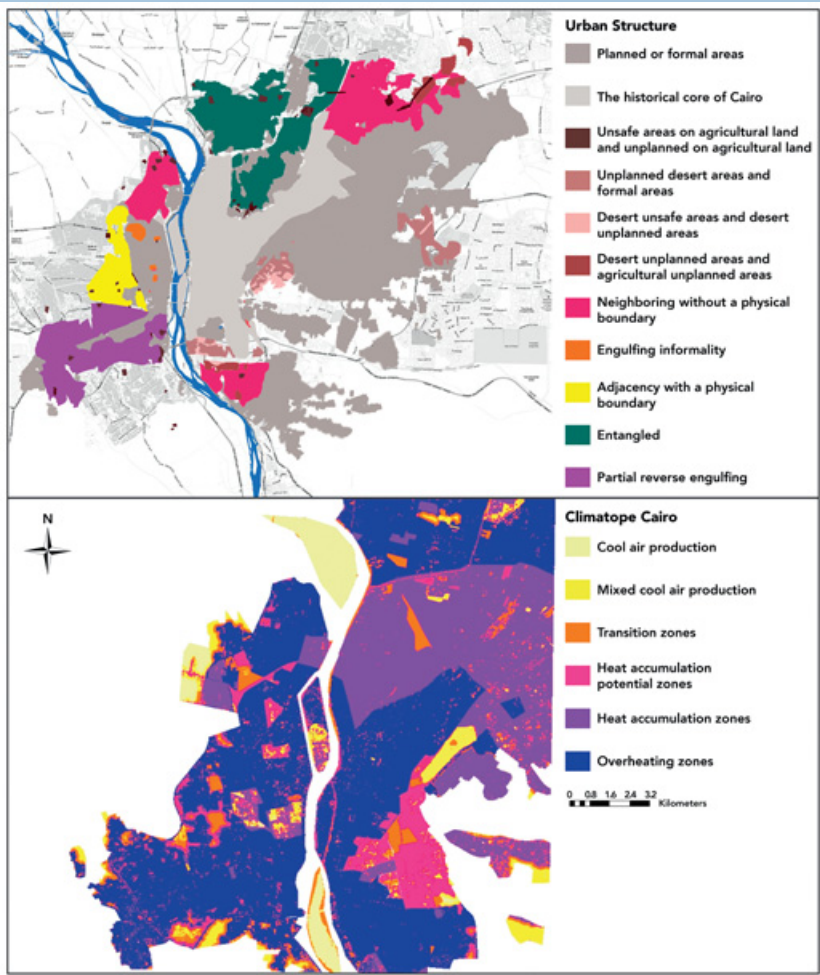 Urban Structure
Planned or formal areas
The historical core of Cairo
Unsafe areas on agricultural land
and unplanned on agricultural land
Unplanned desert areas and
formal areas
Desert unsafe areas and desert
unplanned areas
Desert unplanned areas and
agricultural unplanned areas
Neighboring without a physical
boundary
Engulfing informality
Adjacency with a physical
boundary
Entangled
Partial reverse engulfing
N
Climatope Cairo
Cool air production
Mixed cool air production
Transition zones
Heat accumulation
potential zones
Heat accumulation zones
Overheating zones
0 0.8 1.6 2.4 3.2
Kilometers